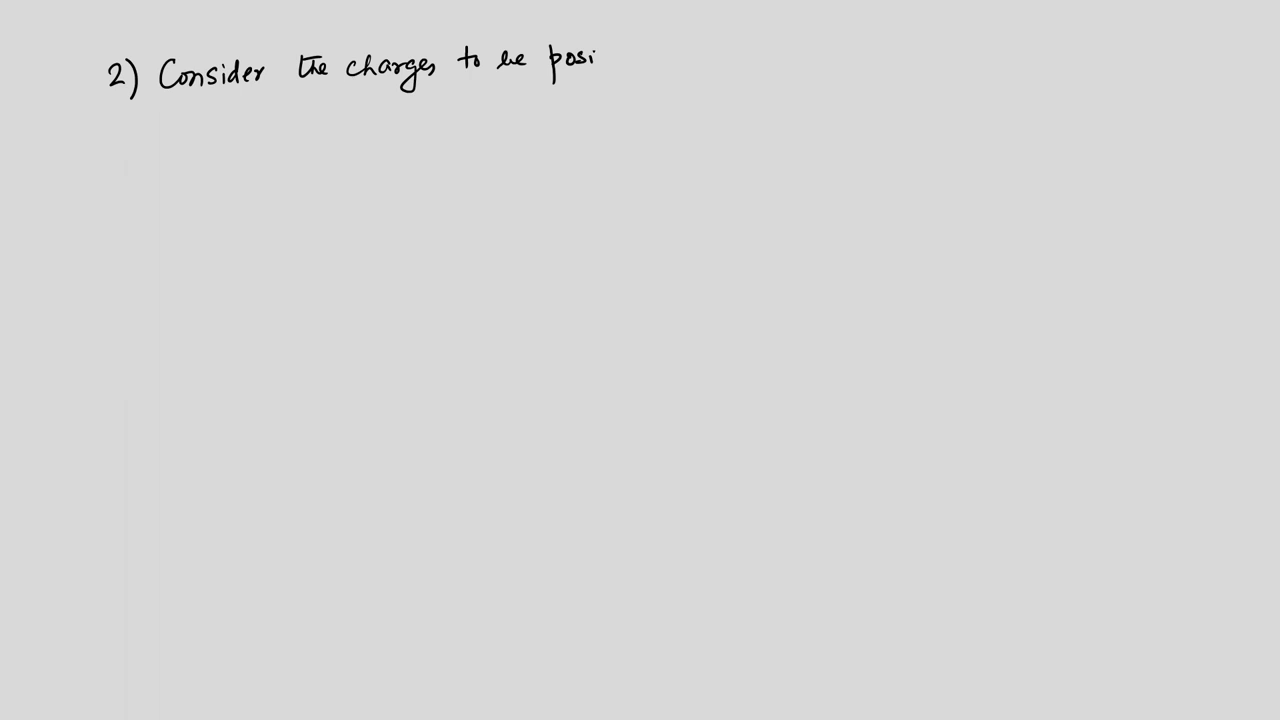 2) Consider the charges to be posi